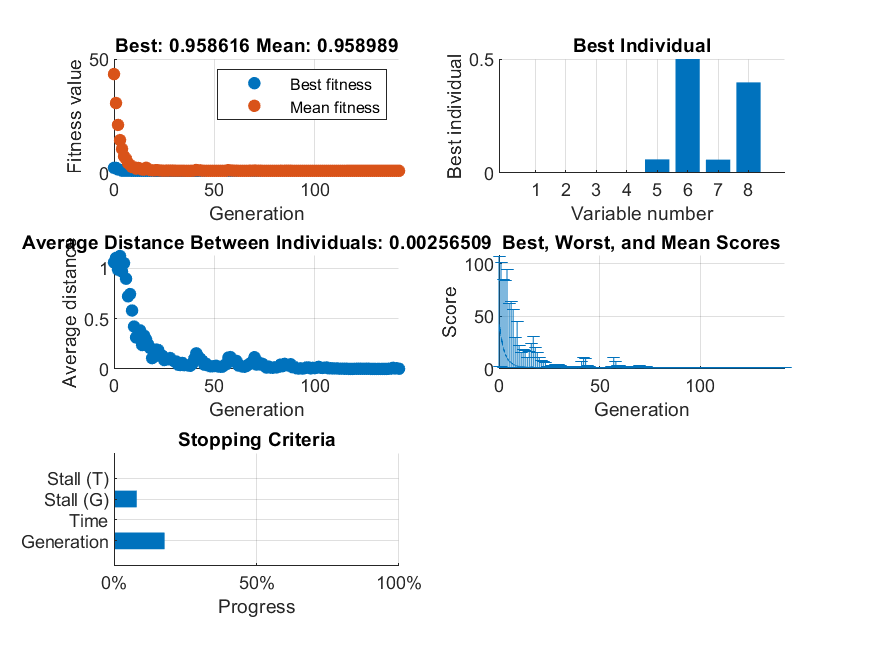 Best: 0.958616 Mean: 0.958989
Fitness value
50
0
Best fitness
Mean fitness
0 50 100
Generation
Best Individual
Best individual
0.5
0
1 2 3 4 5 6 7 8
Variable number
Average Distance Between Individuals: 0.00256509
Average distance
1
0.5
0
0 50 100
Generation
Best, Worst, and Mean Scores
Score
100
50
0
0 50 100
Generation
Stopping Criteria
Stall (T)
Stall (G)
Time
Generation
0% 50% 100%
Progress